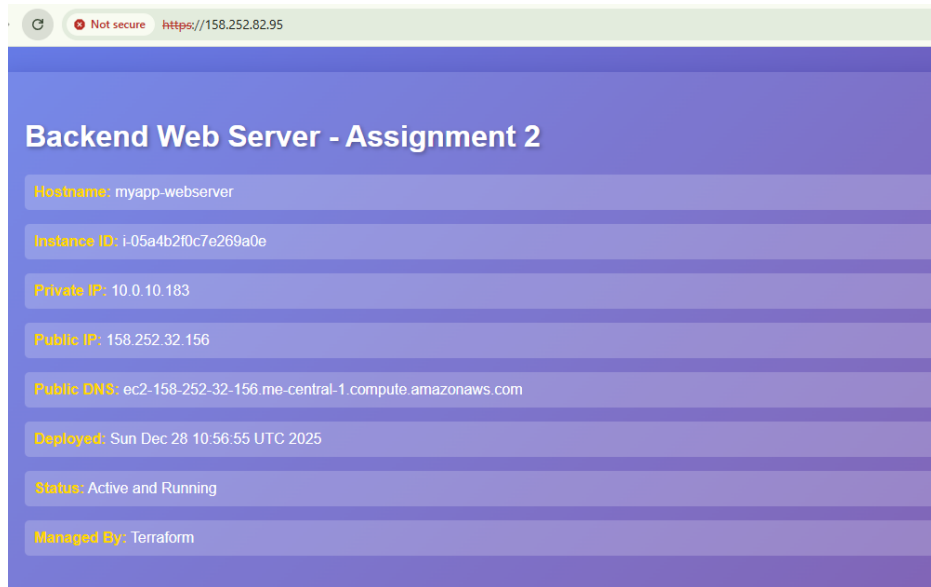 Not secure https://158.252.82.95
Backend Web Server - Assignment 2
Hostname: myapp-webserver
Instance ID: i-05a4b2f0c7e269a0e
Private IP: 10.0.10.183
Public IP: 158.252.32.156
Public DNS: ec2-158-252-32-156.me-central-1.compute.amazonaws.com
Deployed: Sun Dec 28 10:56:55 UTC 2025
Status: Active and Running
Managed By: Terraform